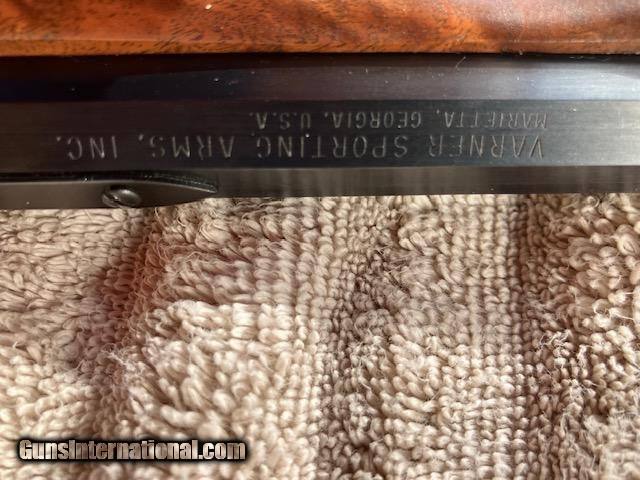 VARNER SPORTING ARMS, INC.
MARIETTA, GEORGIA, U.S.A.
GunsInternational.com